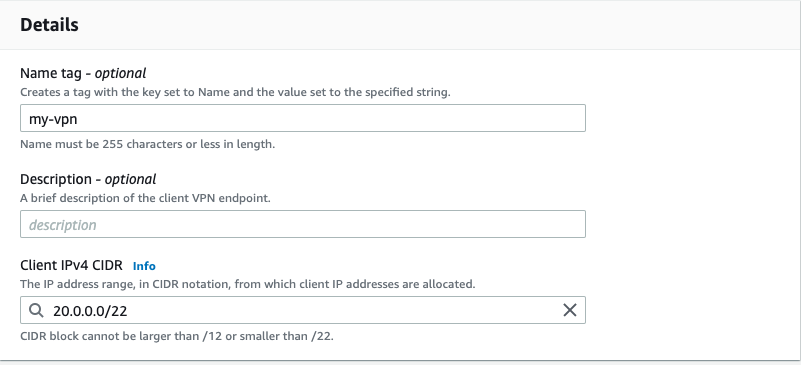 Details
Name tag - optional
Creates a tag with the key set to Name and the value set to the specified string.
my-vpn
Name must be 255 characters or less in length.
Description - optional
A brief description of the client VPN endpoint.
description
Client IPv4 CIDR Info
The IP address range, in CIDR notation, from which client IP addresses are allocated.
20.0.0.0/22
CIDR block cannot be larger than /12 or smaller than /22.